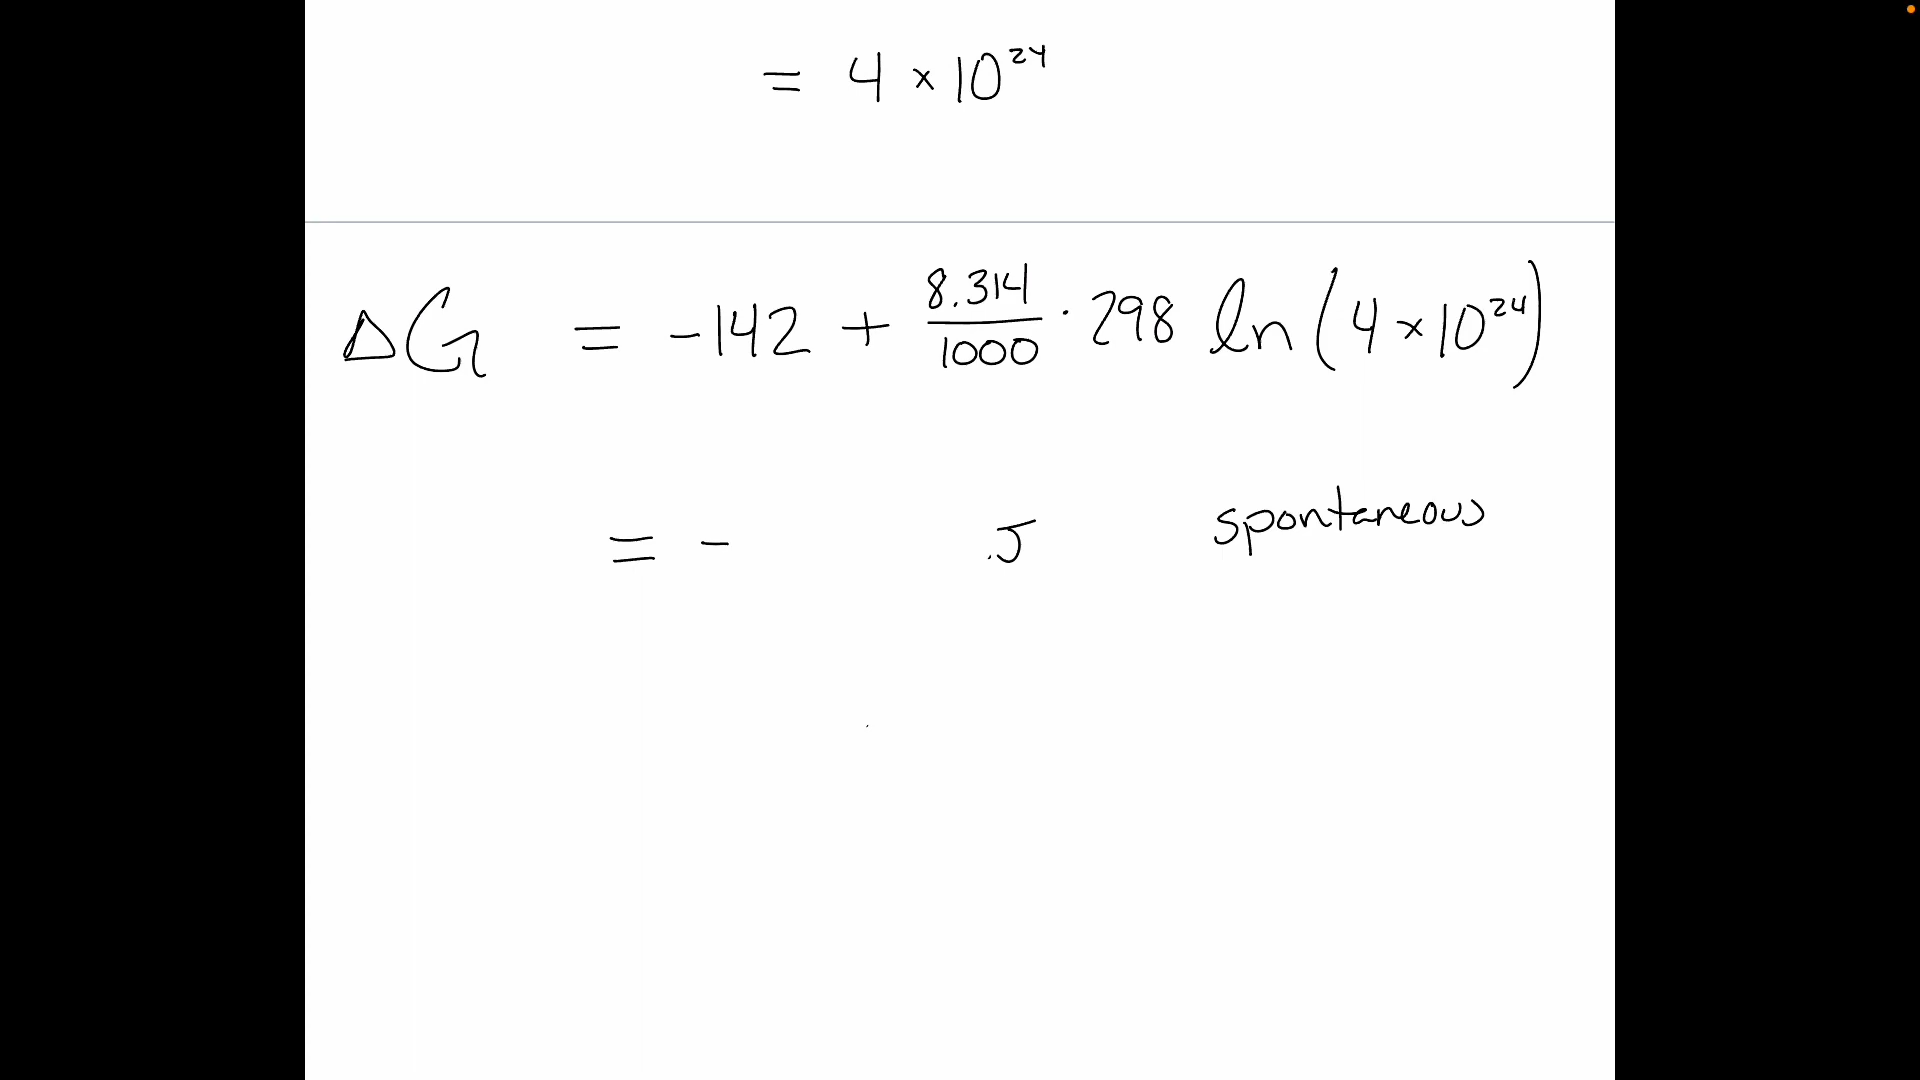 = 4 × 10²⁴
ΔG = -142 + 8.314/1000 · 298 ln(4 × 10²⁴)
= - J spontaneous